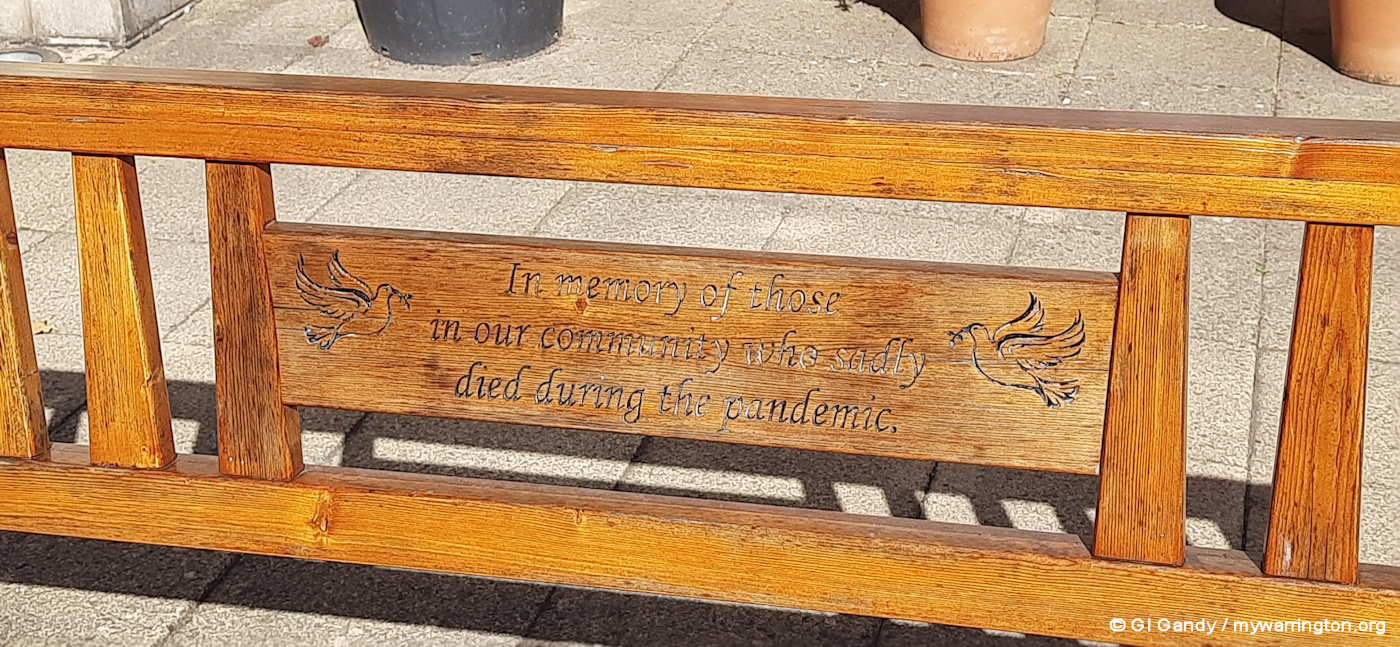 In memory of those
in our community who sadly
died during the pandemic.
© GI Gandy / mywarrington.org